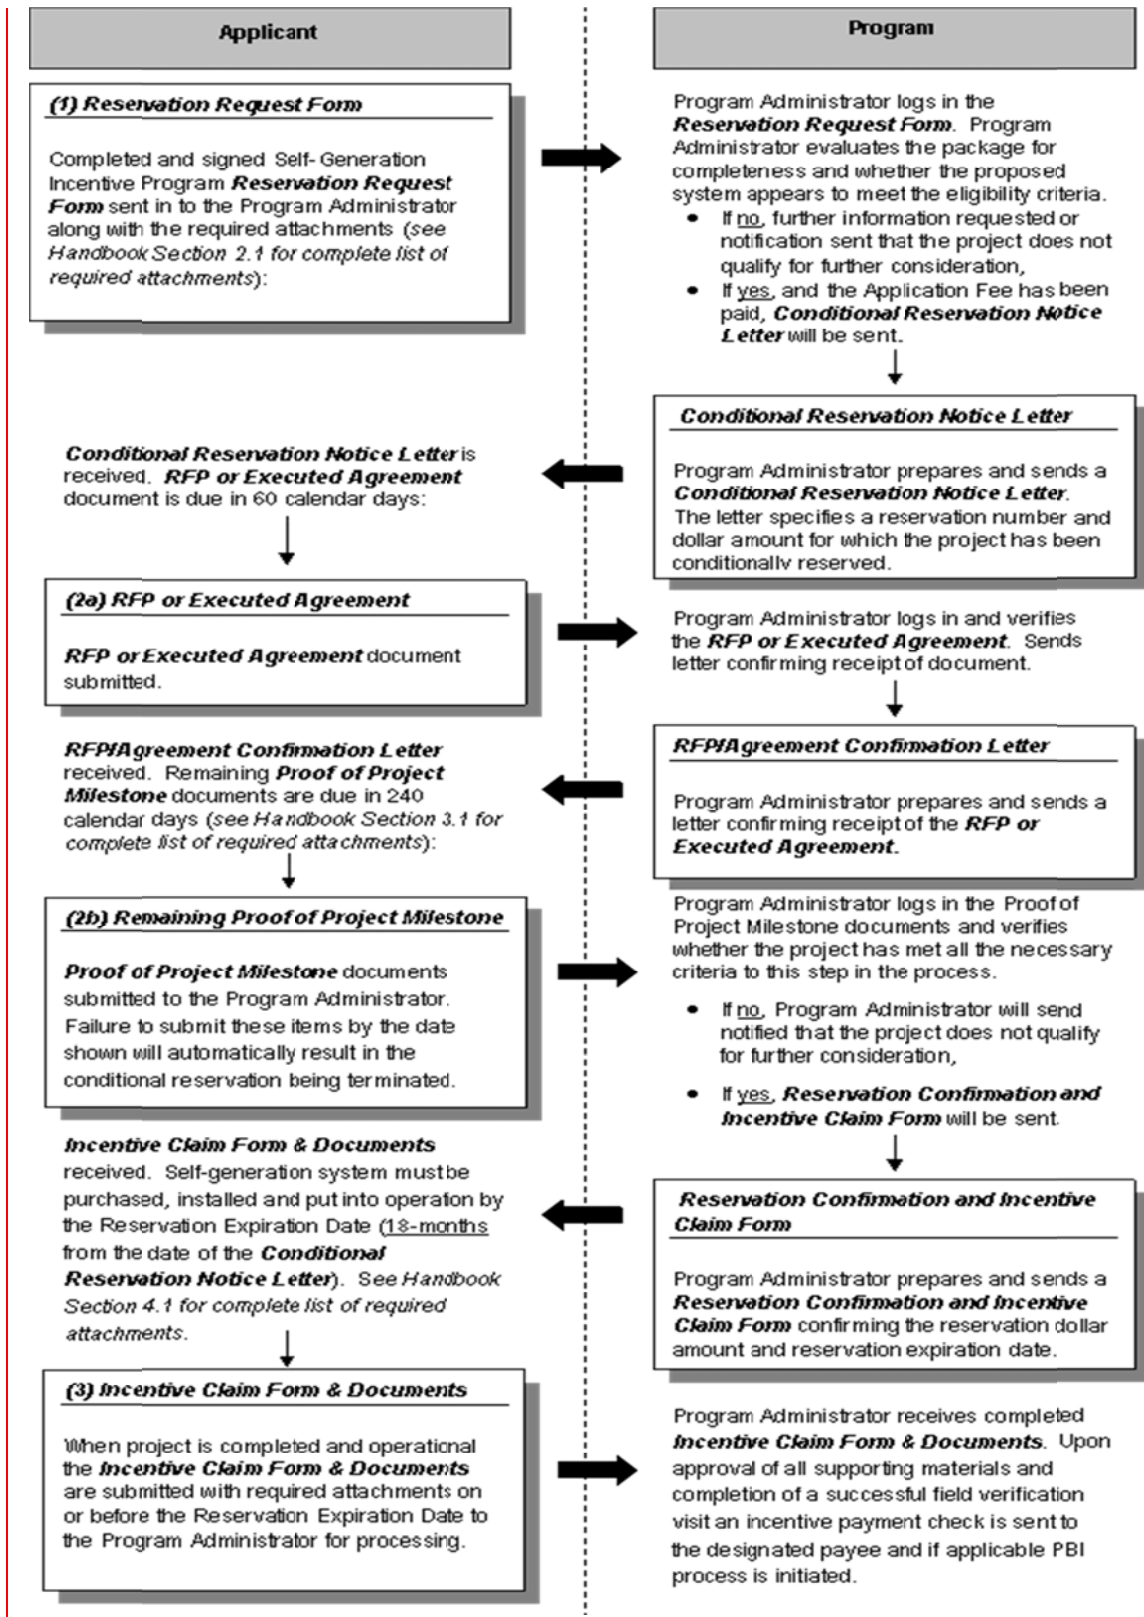 Applicant
Program
(1) Reservation Request Form
Completed and signed Self-Generation
Incentive Program Reservation Request
Form sent in to the Program Administrator
along with the required attachments (see
Handbook Section 2.1 for complete list of
required attachments):
Program Administrator logs in the
Reservation Request Form. Program
Administrator evaluates the package for
completeness and whether the proposed
system appears to meet the eligibility criteria.
• If no, further information requested or
notification sent that the project does not
qualify for further consideration,
• If yes, and the Application Fee has been
paid, Conditional Reservation Notice
Letter will be sent.
Conditional Reservation Notice Letter
Program Administrator prepares and sends a
Conditional Reservation Notice Letter.
The letter specifies a reservation number and
dollar amount for which the project has been
conditionally reserved.
Conditional Reservation Notice Letter is
received. RFP or Executed Agreement
document is due in 60 calendar days:
(2a) RFP or Executed Agreement
RFP or Executed Agreement document
submitted.
Program Administrator logs in and verifies
the RFP or Executed Agreement. Sends
letter confirming receipt of document.
RFP/Agreement Confirmation Letter
Program Administrator prepares and sends a
letter confirming receipt of the RFP or
Executed Agreement.
RFP/Agreement Confirmation Letter
received. Remaining Proof of Project
Milestone documents are due in 240
calendar days (see Handbook Section 3.1 for
complete list of required attachments):
(2b) Remaining Proof of Project Milestone
Proof of Project Milestone documents
submitted to the Program Administrator.
Failure to submit these items by the date
shown will automatically result in the
conditional reservation being terminated.
Program Administrator logs in the Proof of
Project Milestone documents and verifies
whether the project has met all the necessary
criteria to this step in the process.
• If no, Program Administrator will send
notified that the project does not qualify
for further consideration,
• If yes, Reservation Confirmation and
Incentive Claim Form will be sent.
Reservation Confirmation and Incentive
Claim Form
Program Administrator prepares and sends a
Reservation Confirmation and Incentive
Claim Form confirming the reservation dollar
amount and reservation expiration date.
Incentive Claim Form & Documents
received. Self-generation system must be
purchased, installed and put into operation by
the Reservation Expiration Date (18-months
from the date of the Conditional
Reservation Notice Letter). See Handbook
Section 4.1 for complete list of required
attachments.
(3) Incentive Claim Form & Documents
When project is completed and operational
the Incentive Claim Form & Documents
are submitted with required attachments on
or before the Reservation Expiration Date to
the Program Administrator for processing.
Program Administrator receives completed
Incentive Claim Form & Documents. Upon
approval of all supporting materials and
completion of a successful field verification
visit an incentive payment check is sent to
the designated payee and if applicable PBI
process is initiated.